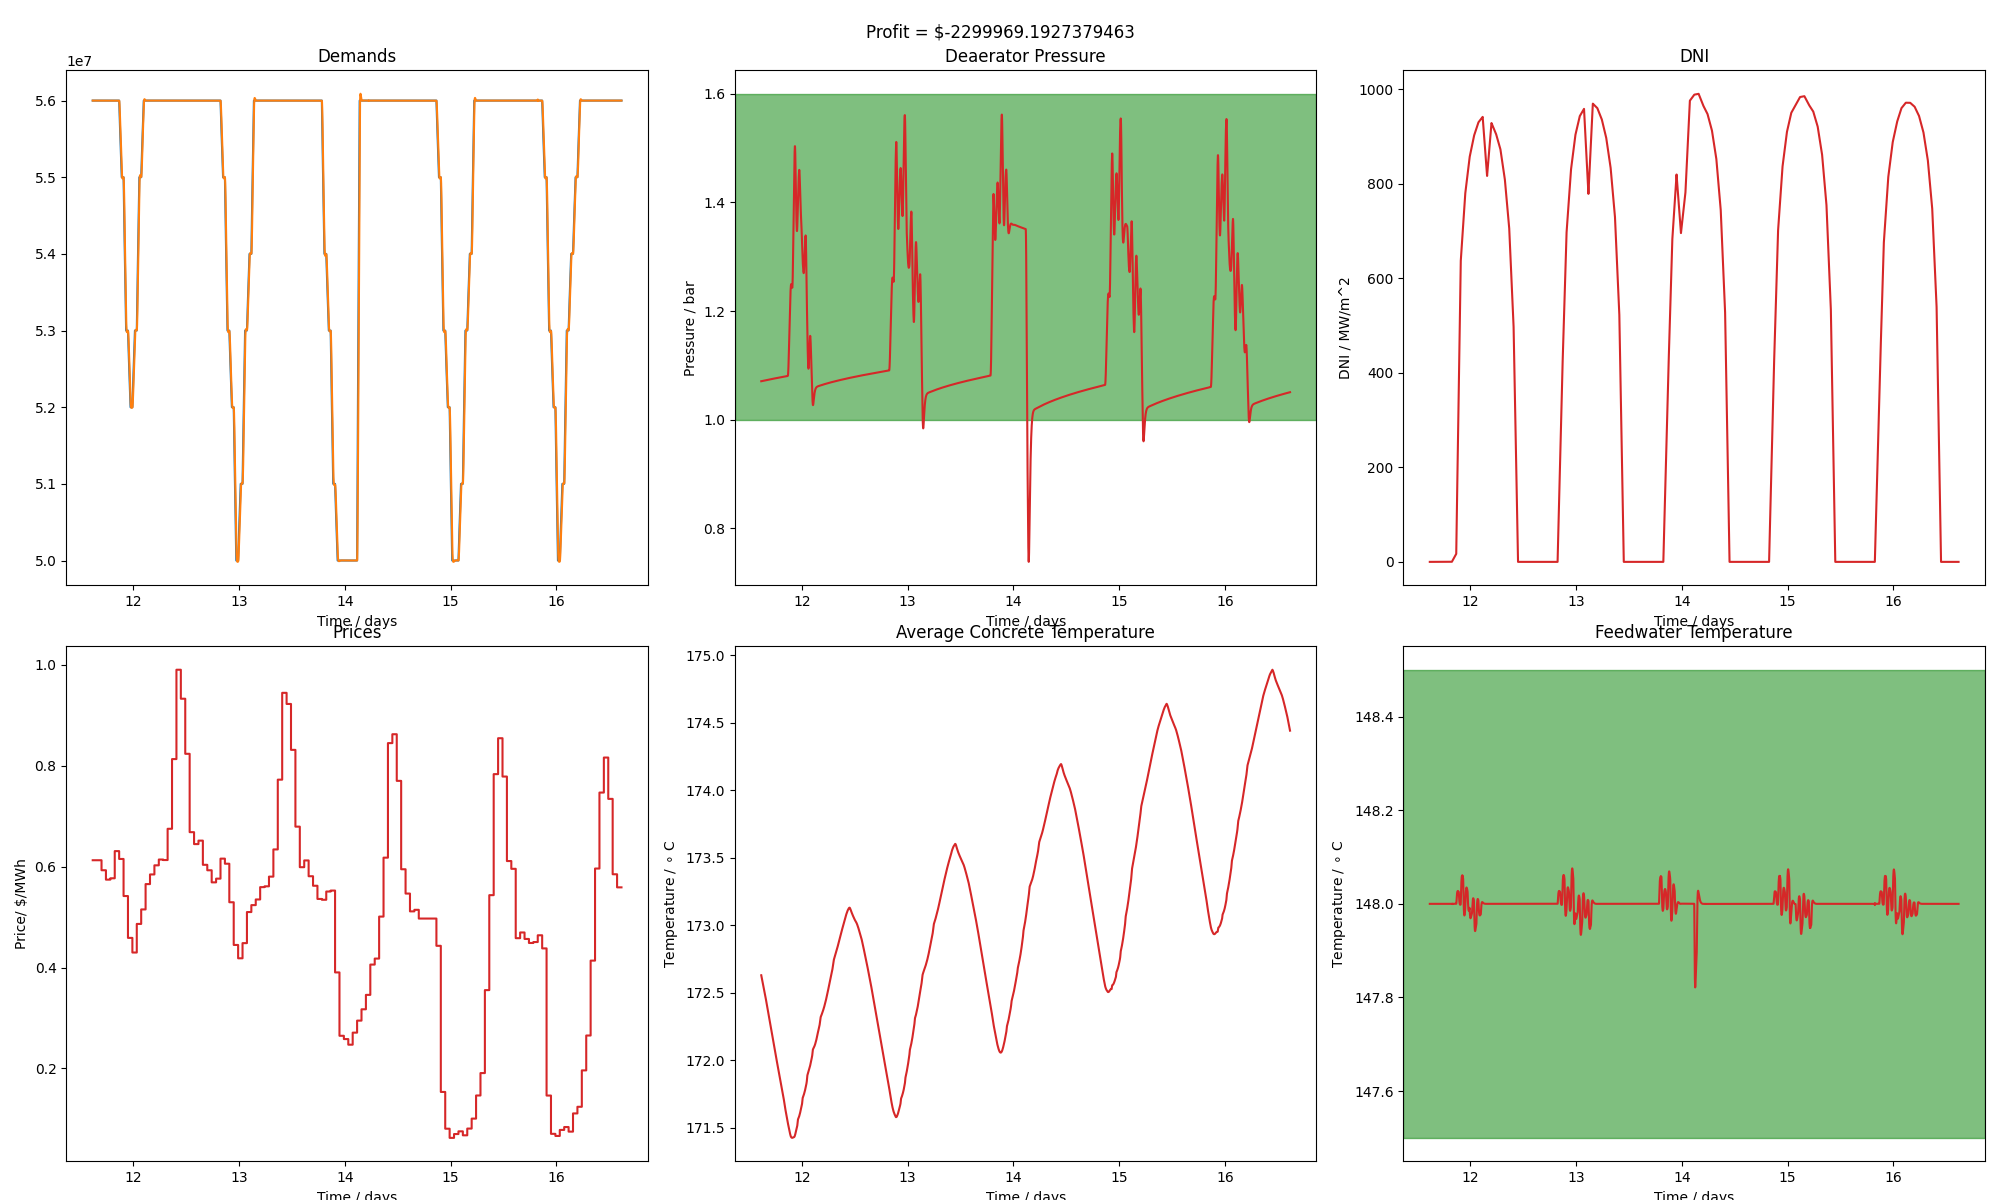 Profit = $-2299969.1927379463
Demands
1e7
5.6
5.5
5.4
5.3
5.2
5.1
5.0
12 13 14 15 16
Time / days
Deaerator Pressure
Pressure / bar
1.6
1.4
1.2
1.0
0.8
12 13 14 15 16
Time / days
DNI
DNI / MW/m^2
1000
800
600
400
200
0
12 13 14 15 16
Time / days
Prices
Price/ $/MWh
1.0
0.8
0.6
0.4
0.2
12 13 14 15 16
Time / days
Average Concrete Temperature
Temperature / ∘ C
175.0
174.5
174.0
173.5
173.0
172.5
172.0
171.5
12 13 14 15 16
Time / days
Feedwater Temperature
Temperature / ∘ C
148.4
148.2
148.0
147.8
147.6
12 13 14 15 16
Time / days